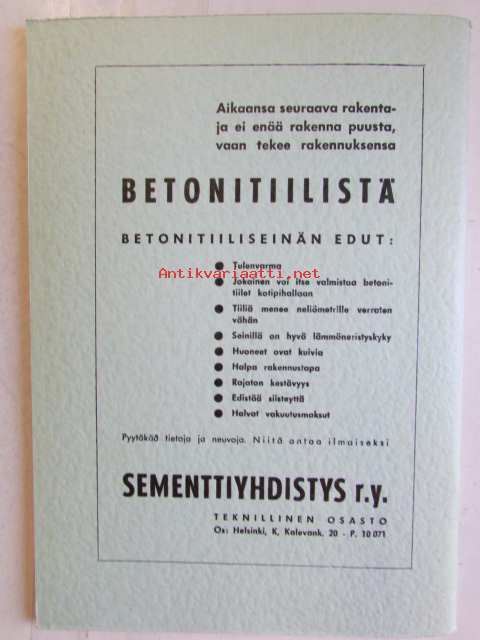 Aikaansa seuraava rakenta-
ja ei enää rakenna puusta,
vaan tekee rakennuksensa
BETONITIILISTÄ
BETONITIILISEINÄN EDUT:
● Tulenvarma
Antikvariaatti.net
● Jokainen voi itse valmistaa betoni-
tiilet kotipihallaan
● Tiiliä menee neliömetrille verraten
vähän
● Seinillä on hyvä lämmöneristyskyky
● Huoneet ovat kuivia
● Halpa rakennustapa
● Rajaton kestävyys
● Edistää siisteyttä
● Halvat vakuutusmaksut
Pyytäkää tietoja ja neuvoja. Niitä antaa ilmaiseksi
SEMENTTIYHDISTYS r.y.
TEKNILLINEN OSASTO
Os: Helsinki, K, Kalevank. 20 - P. 10 071